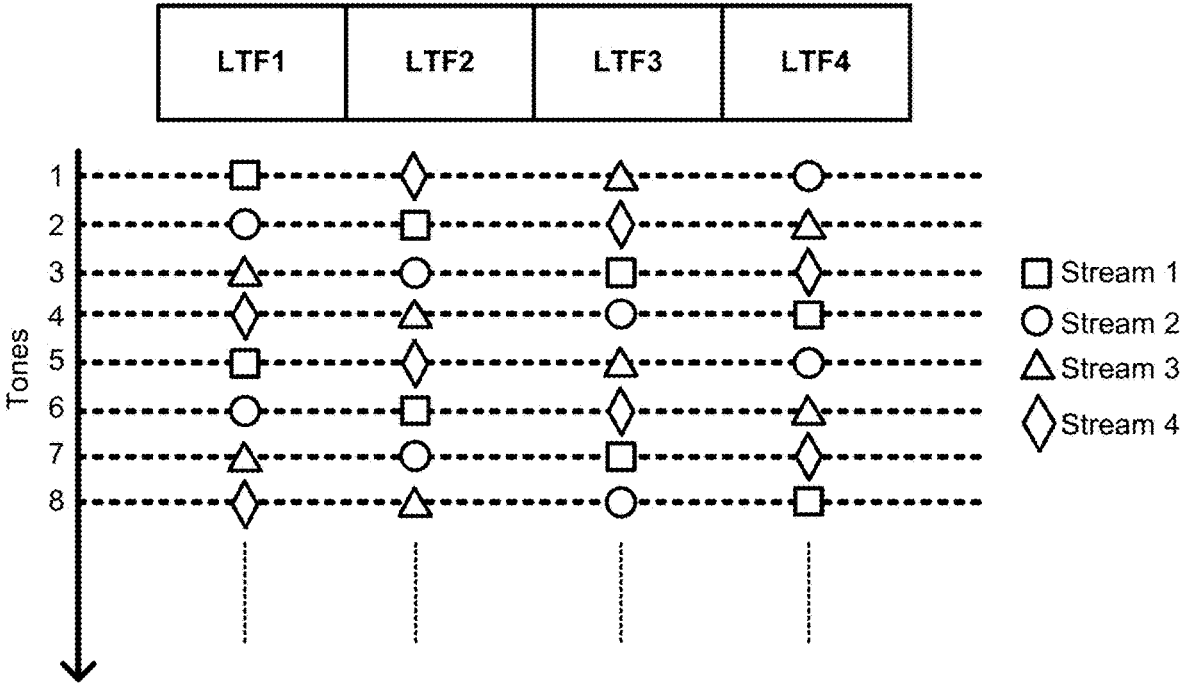 LTF1 LTF2 LTF3 LTF4
1
2
3
4
5
6
7
8
Tones
Stream 1
Stream 2
Stream 3
Stream 4